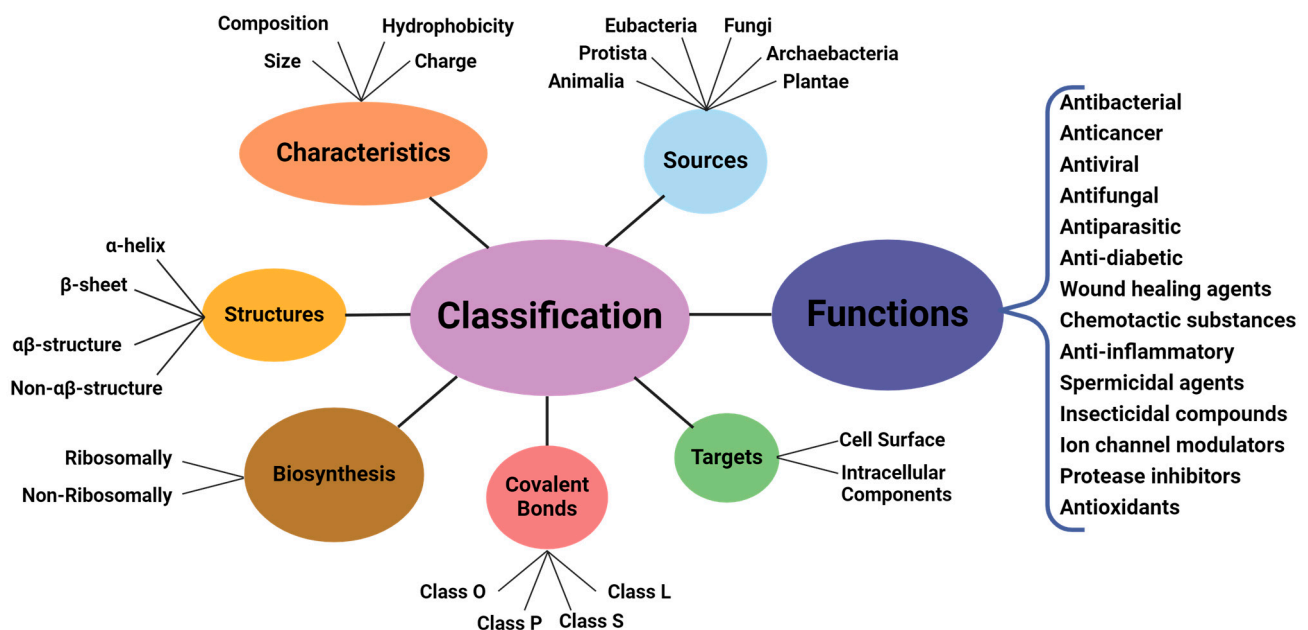 Composition
Hydrophobicity
Size
Charge
Characteristics
Eubacteria
Fungi
Protista
Archaebacteria
Animalia
Plantae
Sources
α-helix
β-sheet
αβ-structure
Non-αβ-structure
Structures
Classification
Functions
Antibacterial
Anticancer
Antiviral
Antifungal
Antiparasitic
Anti-diabetic
Wound healing agents
Chemotactic substances
Anti-inflammatory
Spermicidal agents
Insecticidal compounds
Ion channel modulators
Protease inhibitors
Antioxidants
Ribosomally
Non-Ribosomally
Biosynthesis
Covalent
Bonds
Class O
Class P
Class S
Class L
Targets
Cell Surface
Intracellular
Components